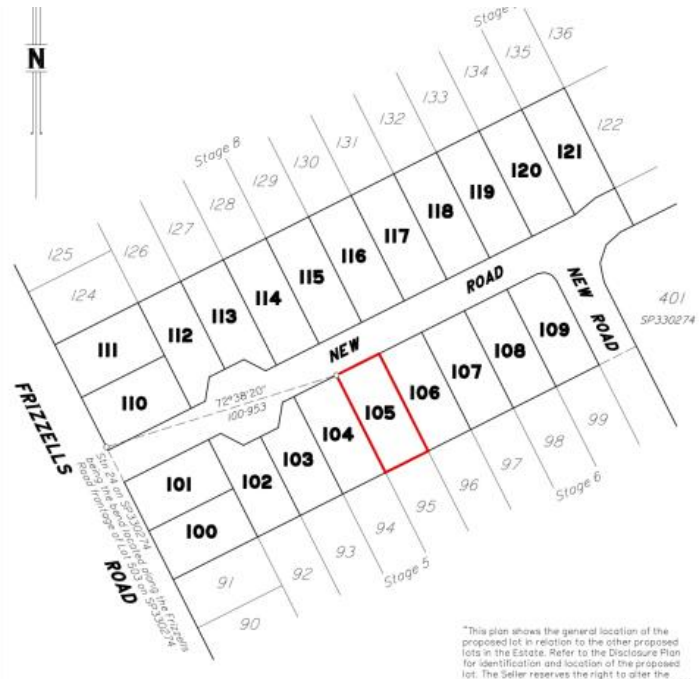 N
Stage
136
135
134
133
132
131
130
129
128
127
126
125
124
122
Stage 8
121
120
119
118
117
116
115
114
113
112
111
110
NEW
ROAD
NEW
ROAD
401
SP330274
72°38'20"
100·953
FRIZZELLS
ROAD
Stn 24 on SP330274
being the bend located along the Frizzells
Road frontage of Lot 503 on SP330274
109
108
107
106
105
104
103
102
101
100
99
98
97
96
95
94
93
92
91
90
Stage 6
Stage 5
"This plan shows the general location of the
proposed lot in relation to the other proposed
lots in the Estate. Refer to the Disclosure Plan
for identification and location of the proposed
lot. The Seller reserves the right to alter the